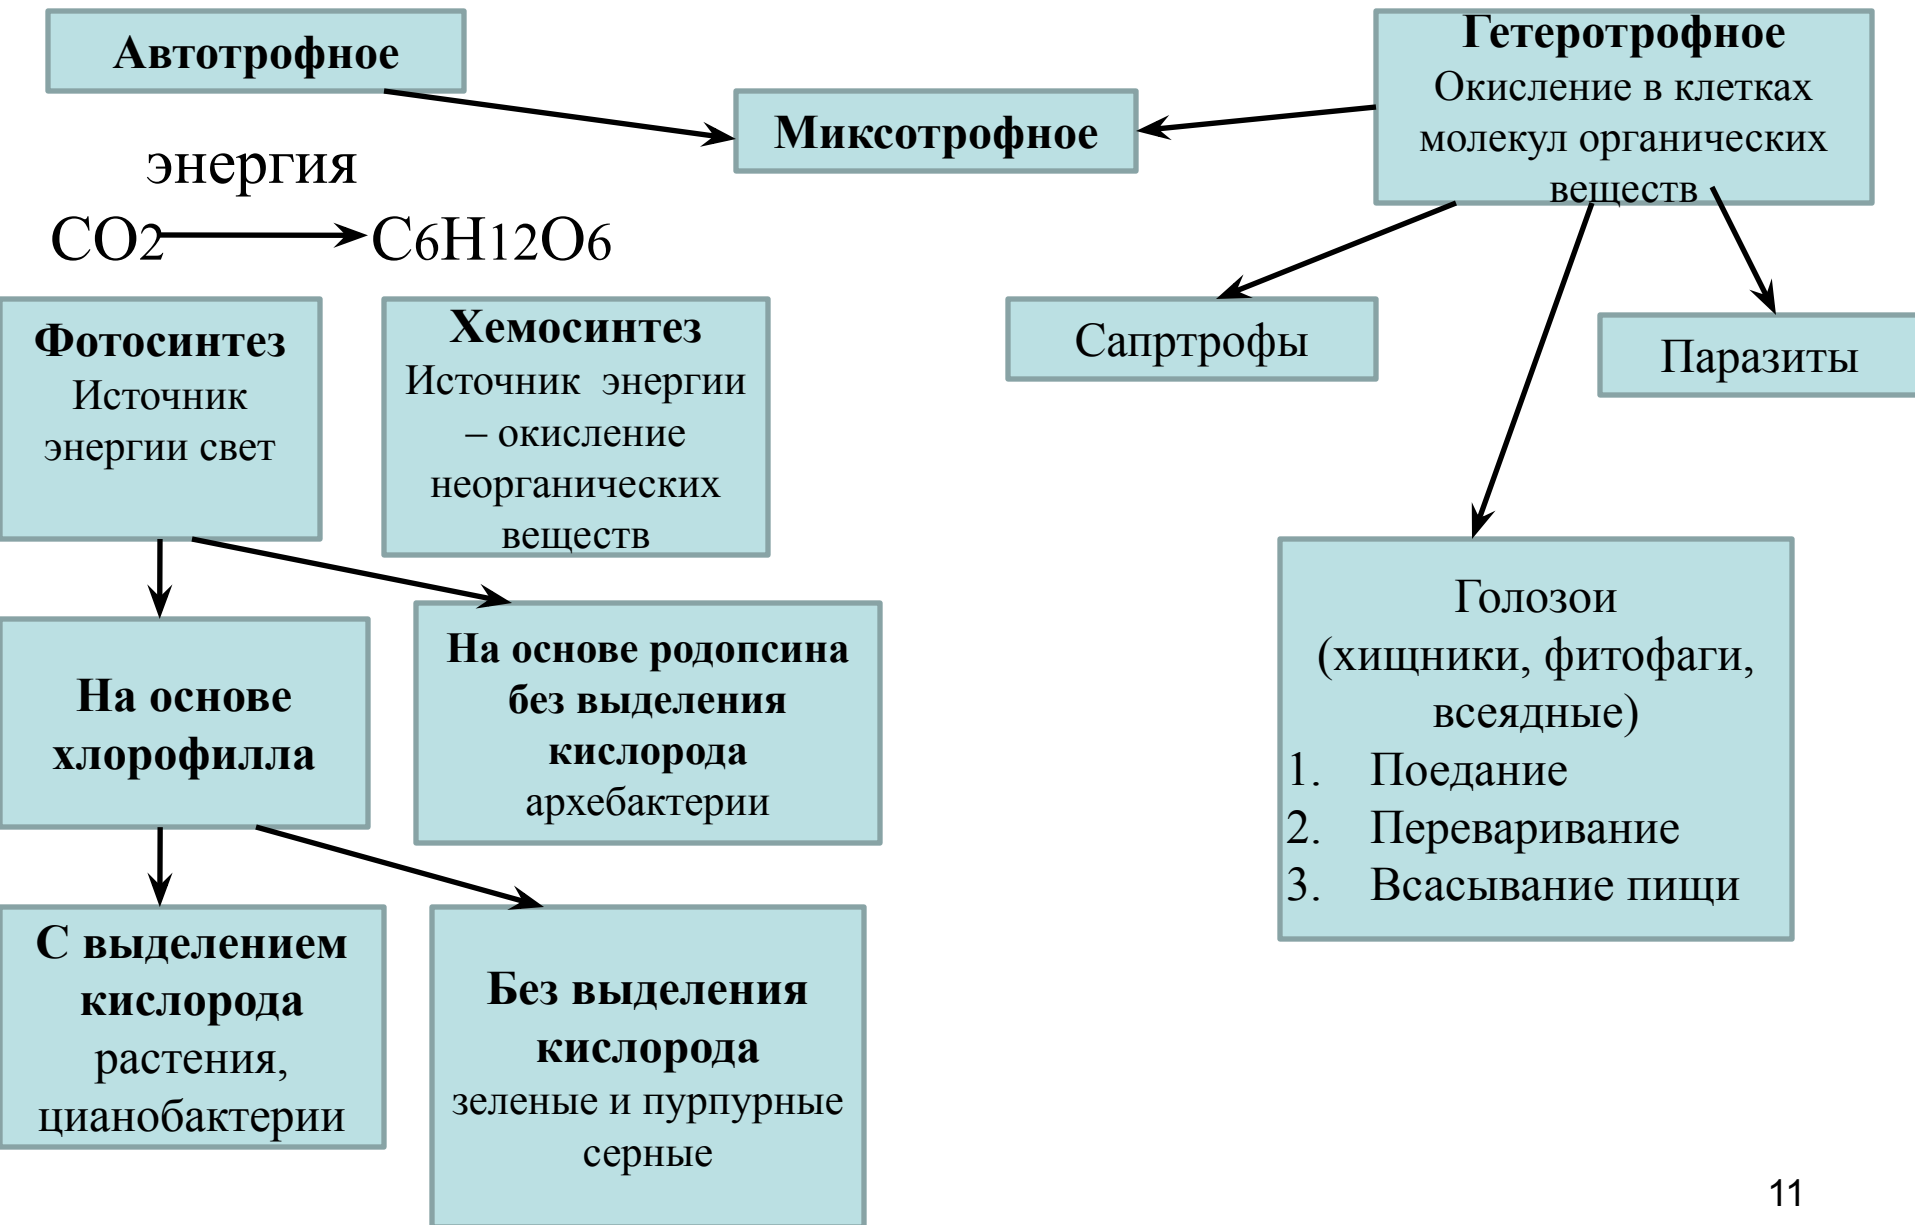 Автотрофное
Гетеротрофное
Окисление в клетках
молекул органических
веществ
Миксотрофное
энергия
CO2 C6H12O6
Фотосинтез
Источник
энергии свет
Хемосинтез
Источник энергии
– окисление
неорганических
веществ
Сапртрофы
Паразиты
На основе
хлорофилла
На основе родопсина
без выделения
кислорода
архебактерии
Голозои
(хищники, фитофаги,
всеядные)
1. Поедание
2. Переваривание
3. Всасывание пищи
С выделением
кислорода
растения,
цианобактерии
Без выделения
кислорода
зеленые и пурпурные
серные
11